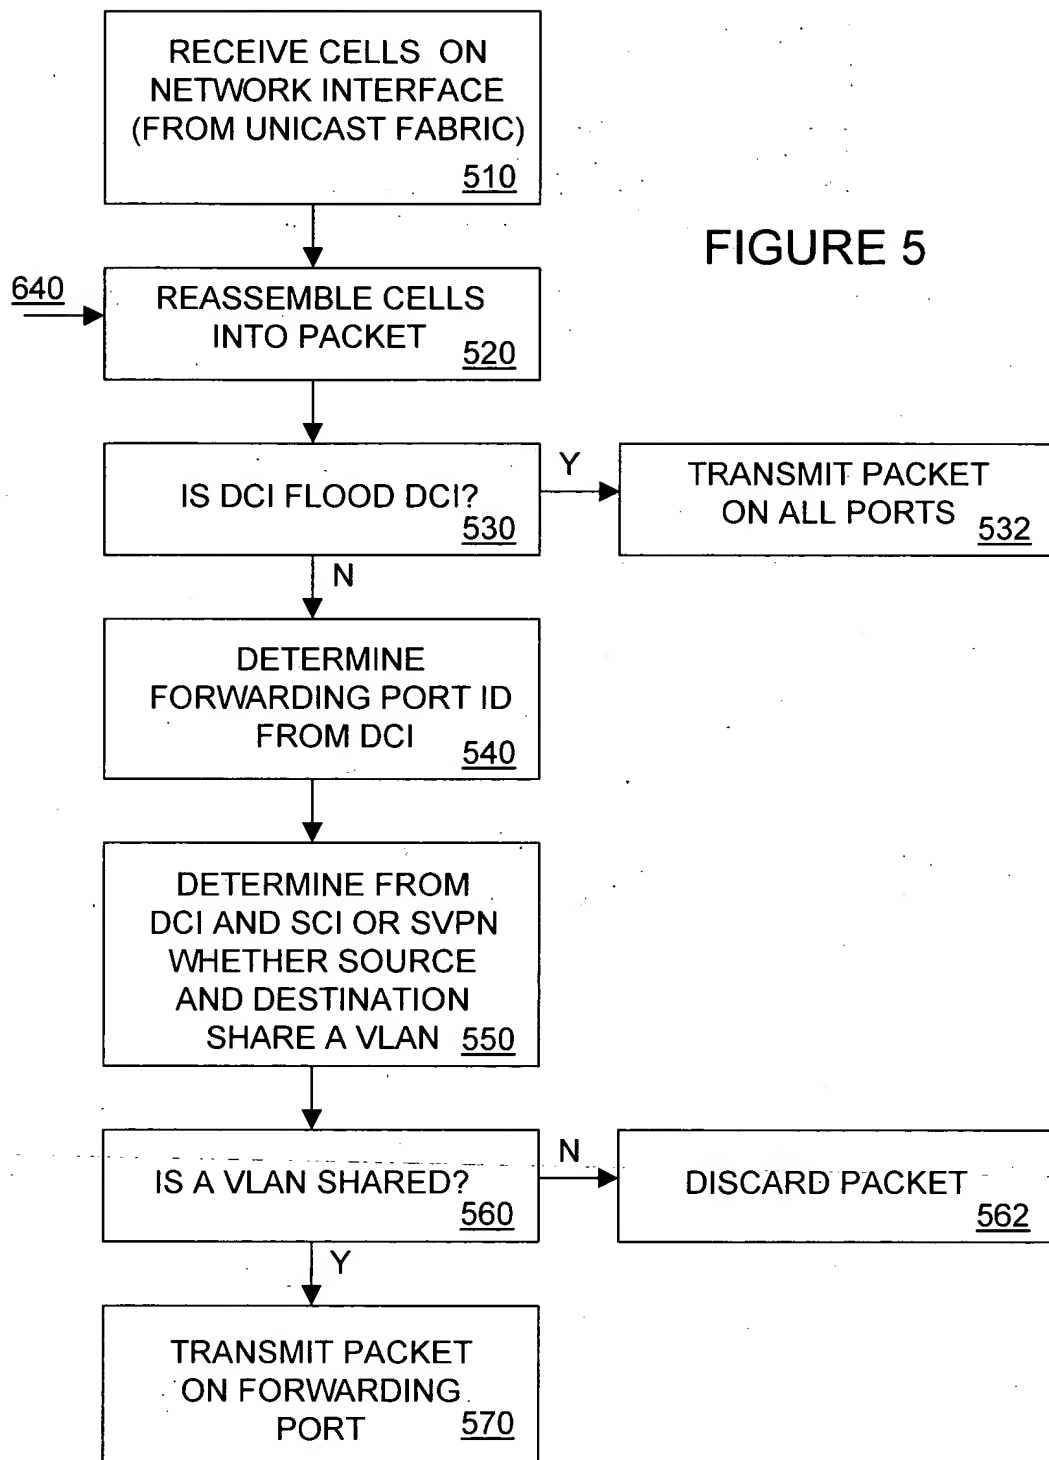 RECEIVE CELLS ON
NETWORK INTERFACE
(FROM UNICAST FABRIC)
510
FIGURE 5
640
REASSEMBLE CELLS
INTO PACKET
520
IS DCI FLOOD DCI?
530
Y
TRANSMIT PACKET
ON ALL PORTS
532
N
DETERMINE
FORWARDING PORT ID
FROM DCI
540
DETERMINE FROM
DCI AND SCI OR SVPN
WHETHER SOURCE
AND DESTINATION
SHARE A VLAN
550
IS A VLAN SHARED?
560
N
DISCARD PACKET
562
Y
TRANSMIT PACKET
ON FORWARDING
PORT
570